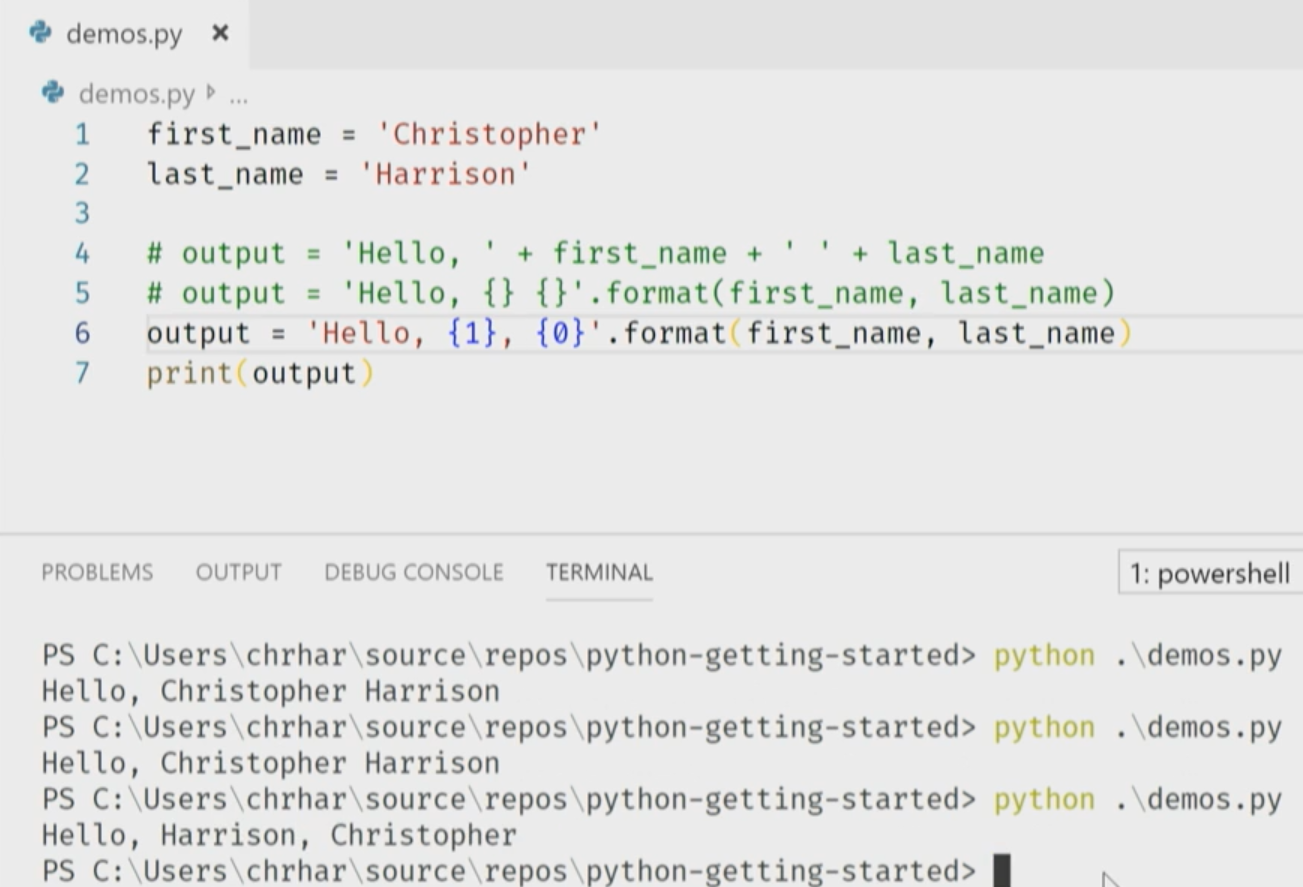 demos.py ×
demos.py ▷ ...
1 first_name = 'Christopher'
2 last_name = 'Harrison'
3
4 # output = 'Hello, ' + first_name + ' ' + last_name
5 # output = 'Hello, {} {}'.format(first_name, last_name)
6 output = 'Hello, {1}, {0}'.format(first_name, last_name)
7 print(output)
PROBLEMS OUTPUT DEBUG CONSOLE TERMINAL 1: powershell
PS C:\Users\chrhar\source\repos\python-getting-started> python .\demos.py
Hello, Christopher Harrison
PS C:\Users\chrhar\source\repos\python-getting-started> python .\demos.py
Hello, Christopher Harrison
PS C:\Users\chrhar\source\repos\python-getting-started> python .\demos.py
Hello, Harrison, Christopher
PS C:\Users\chrhar\source\repos\python-getting-started>